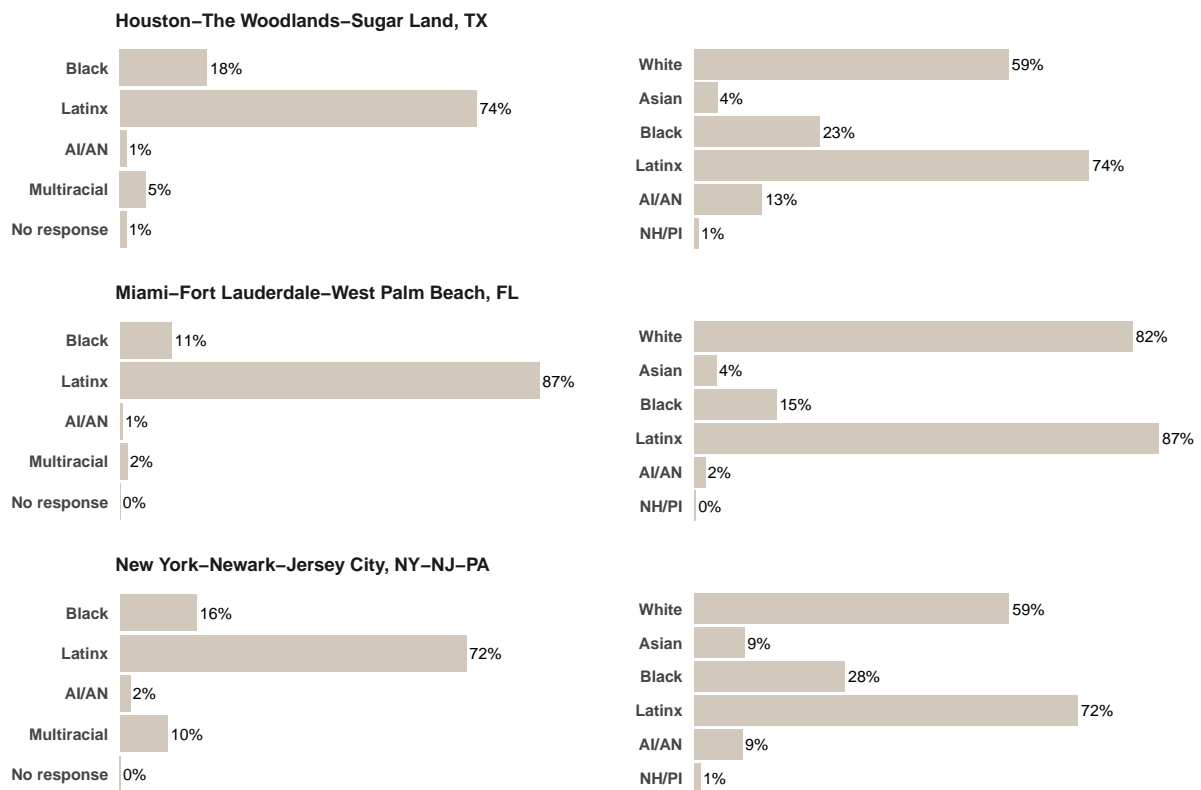 Houston−The Woodlands−Sugar Land, TX
Black 18%
Latinx 74%
AI/AN 1%
Multiracial 5%
No response 1%
White 59%
Asian 4%
Black 23%
Latinx 74%
AI/AN 13%
NH/PI 1%
Miami−Fort Lauderdale−West Palm Beach, FL
Black 11%
Latinx 87%
AI/AN 1%
Multiracial 2%
No response 0%
White 82%
Asian 4%
Black 15%
Latinx 87%
AI/AN 2%
NH/PI 0%
New York−Newark−Jersey City, NY−NJ−PA
Black 16%
Latinx 72%
AI/AN 2%
Multiracial 10%
No response 0%
White 59%
Asian 9%
Black 28%
Latinx 72%
AI/AN 9%
NH/PI 1%